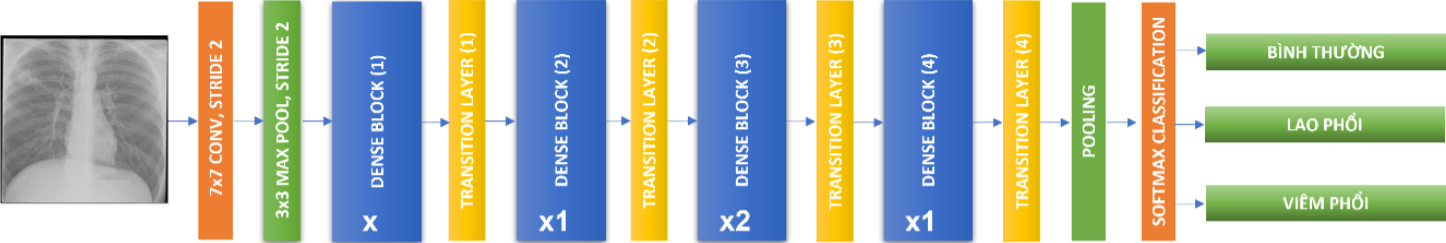 7x7 CONV, STRIDE 2
3x3 MAX POOL, STRIDE 2
DENSE BLOCK (1)
x
TRANSITION LAYER (1)
DENSE BLOCK (2)
x1
TRANSITION LAYER (2)
DENSE BLOCK (3)
x2
TRANSITION LAYER (3)
DENSE BLOCK (4)
x1
TRANSITION LAYER (4)
POOLING
SOFTMAX CLASSIFICATION
BÌNH THƯỜNG
LAO PHỔI
VIÊM PHỔI